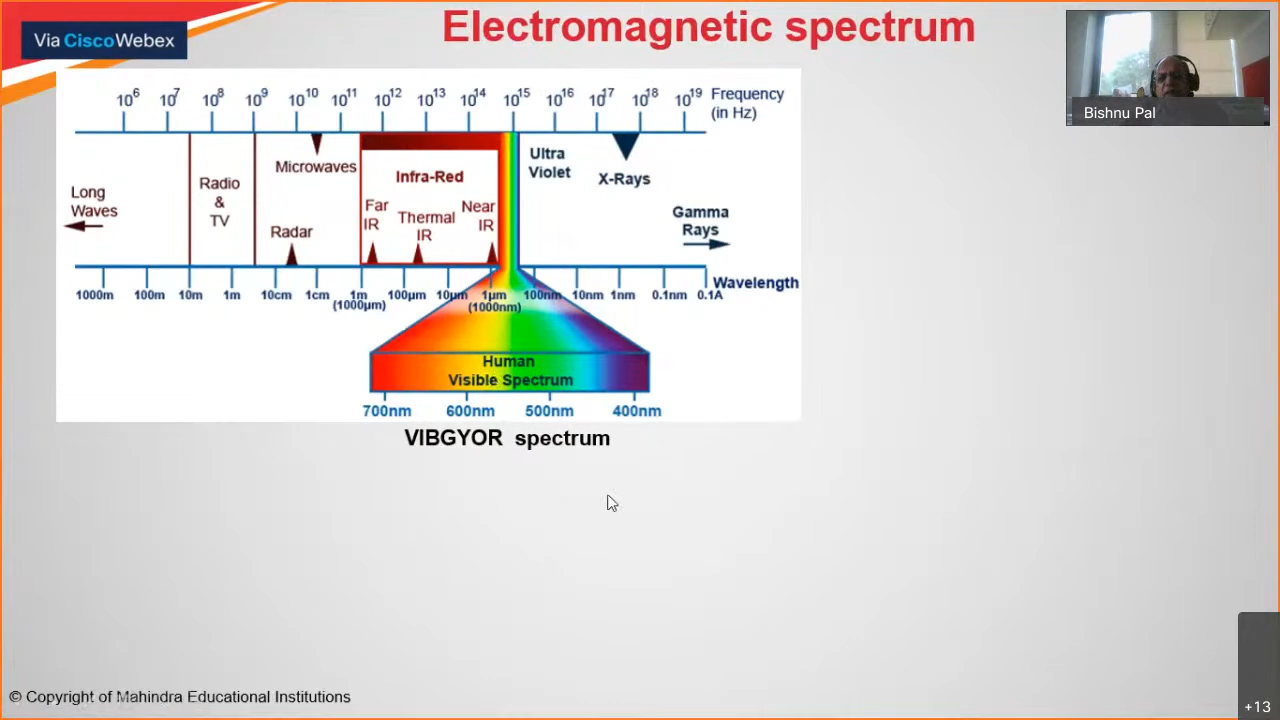 Via Cisco Webex
Electromagnetic spectrum
Bishnu Pal
10^6 10^7 10^8 10^9 10^10 10^11 10^12 10^13 10^14 10^15 10^16 10^17 10^18 10^19 Frequency
(in Hz)
Long
Waves
Radio
&
TV
Microwaves
Radar
Infra-Red
Far
IR
Thermal
IR
Near
IR
Ultra
Violet
X-Rays
Gamma
Rays
1000m 100m 10m 1m 10cm 1cm 1m 100µm 10µm 1µm 100nm 10nm 1nm 0.1nm 0.1A Wavelength
(1000µm) (1000nm)
Human
Visible Spectrum
700nm 600nm 500nm 400nm
VIBGYOR spectrum
© Copyright of Mahindra Educational Institutions
+13